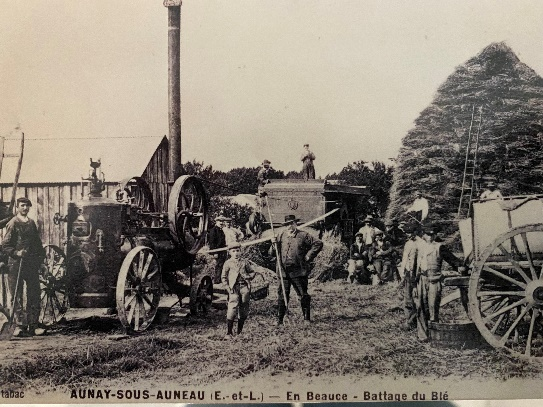 AUNAY-SOUS-AUNEAU (E.-et-L.) — En Beauce - Battage du Blé
tabac